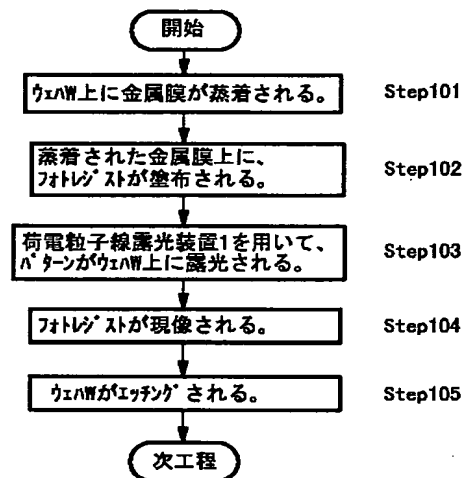 開始
ウェハW上に金属膜が蒸着される。 Step101
蒸着された金属膜上に、
フォトレジストが塗布される。 Step102
荷電粒子線露光装置1を用いて、
パターンがウェハW上に露光される。 Step103
フォトレジストが現像される。 Step104
ウェハWがエッチングされる。 Step105
次工程